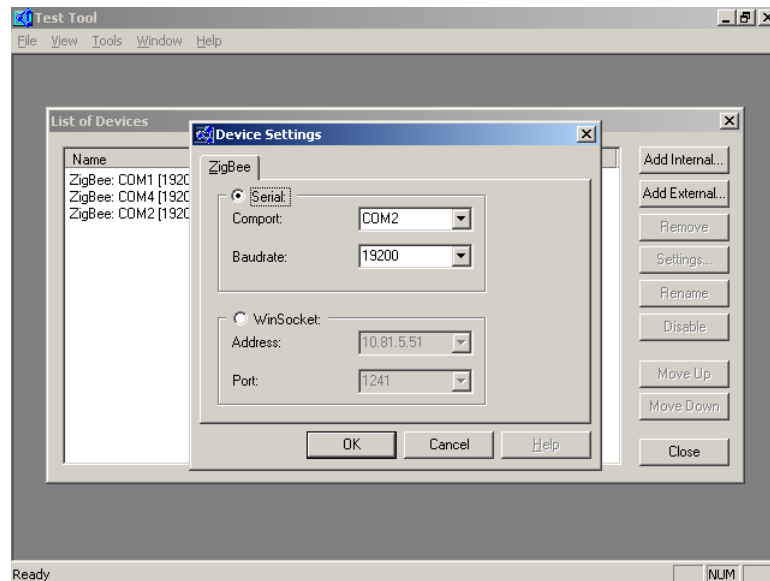 Test Tool
File View Tools Window Help
List of Devices
Device Settings
Name
ZigBee: COM1 [1920
ZigBee: COM4 [1920
ZigBee: COM2 [1920
ZigBee
Serial:
Comport: COM2
Baudrate: 19200
WinSocket:
Address: 10.81.5.51
Port: 1241
OK Cancel Help
Add Internal...
Add External...
Remove
Settings...
Rename
Disable
Move Up
Move Down
Close
Ready NUM